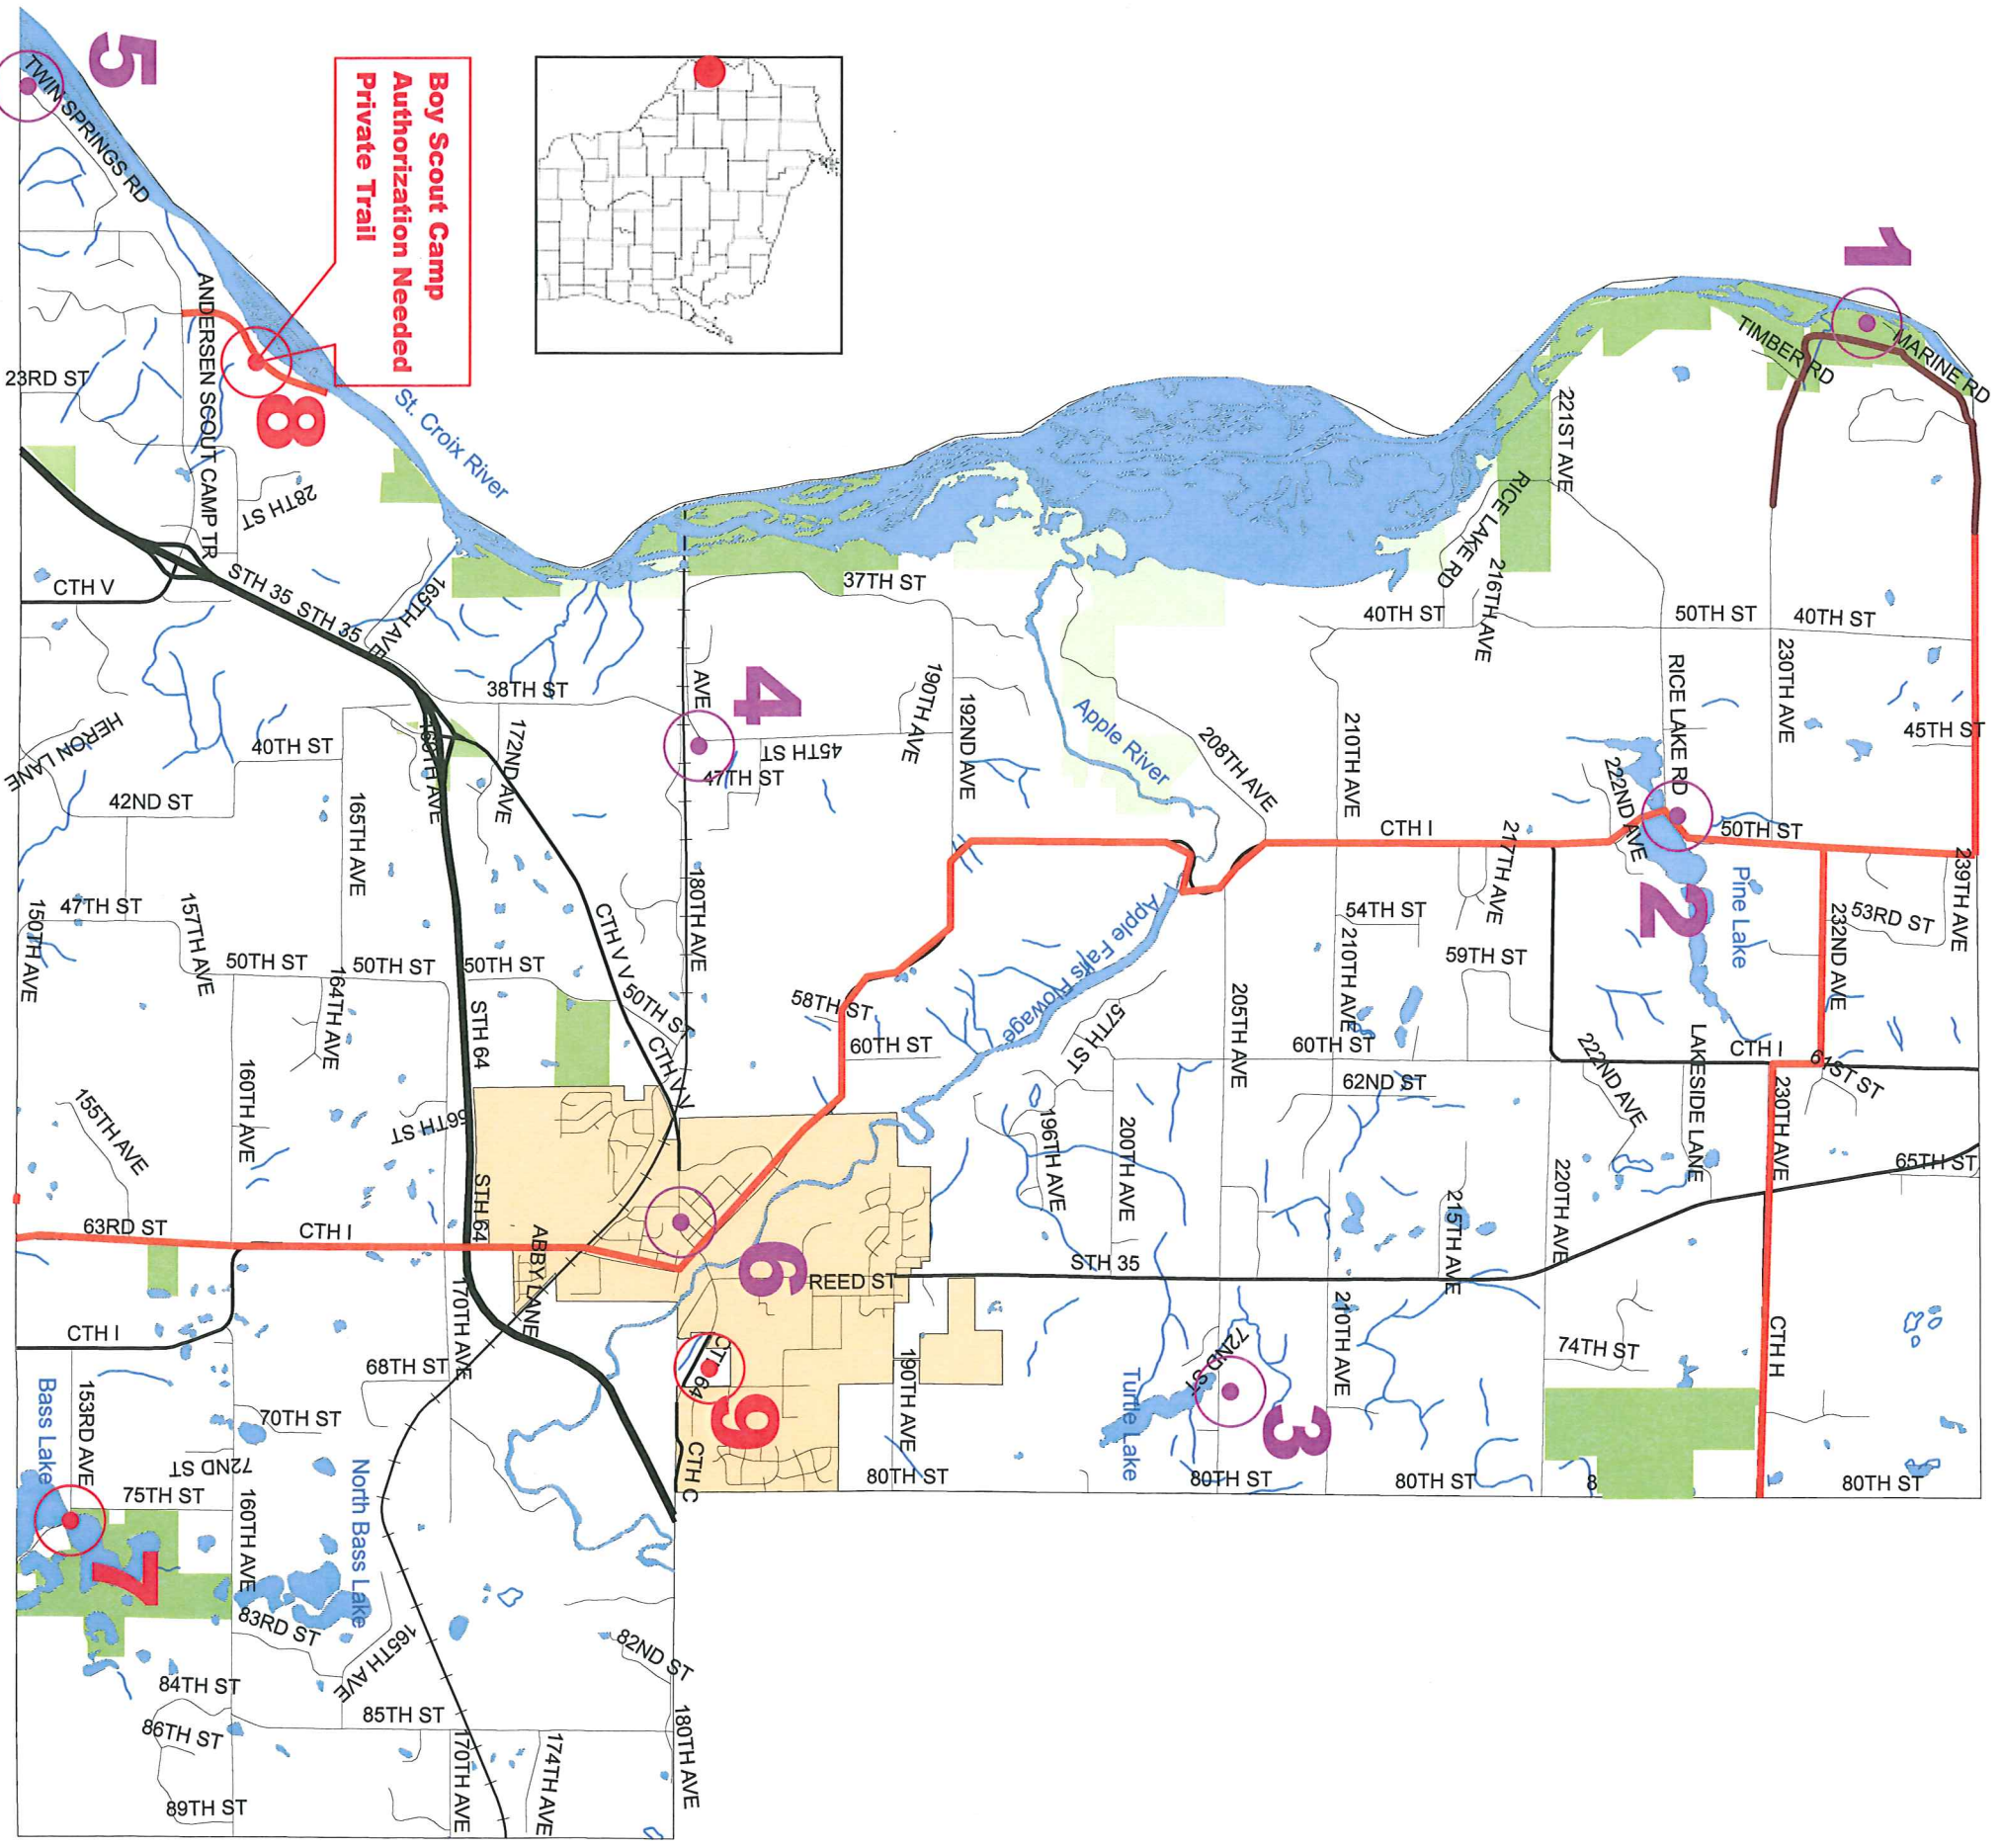 5
TWIN SPRINGS RD
Boy Scout Camp
Authorization Needed
Private Trail
1
MARINE RD
TIMBER RD
ANDERSEN SCOUT CAMP TR
23RD ST
8
St. Croix River
28TH ST
221ST AVE
RICE LAKE RD
216TH AVE
CTH V
STH 35
STH 35
165TH AVE
37TH ST
40TH ST
50TH ST
40TH ST
230TH AVE
45TH ST
HERON LANE
40TH ST
42ND ST
38TH ST
172ND AVE
169TH AVE
165TH AVE
AVE
4
45TH ST
47TH ST
190TH AVE
192ND AVE
Apple River
208TH AVE
210TH AVE
CTH I
217TH AVE
222ND AVE
RICE LAKE RD
50TH ST
2
Pine Lake
239TH AVE
53RD ST
232ND AVE
47TH ST
150TH AVE
157TH AVE
50TH ST
50TH ST
50TH ST
164TH AVE
STH 64
CTH V V
50TH ST
CTH V V
180TH AVE
58TH ST
60TH ST
Apple Falls Flowage
57TH ST
205TH AVE
54TH ST
210TH AVE
59TH ST
60TH ST
62ND ST
222ND AVE
LAKESIDE LANE
CTH I
61ST ST
230TH AVE
65TH ST
155TH AVE
160TH AVE
56TH ST
STH 64
196TH AVE
200TH AVE
215TH AVE
220TH AVE
63RD ST
CTH I
ABBY LANE
6
REED ST
STH 35
CTH I
170TH AVE
68TH ST
9
CTH C
190TH AVE
80TH ST
Turtle Lake
72ND ST
3
210TH AVE
74TH ST
CTH H
80TH ST
80TH ST
8
80TH ST
Bass Lake
153RD AVE
70TH ST
72ND ST
75TH ST
160TH AVE
North Bass Lake
7
83RD ST
165TH AVE
82ND ST
84TH ST
86TH ST
85TH ST
89TH ST
170TH AVE
174TH AVE
180TH AVE